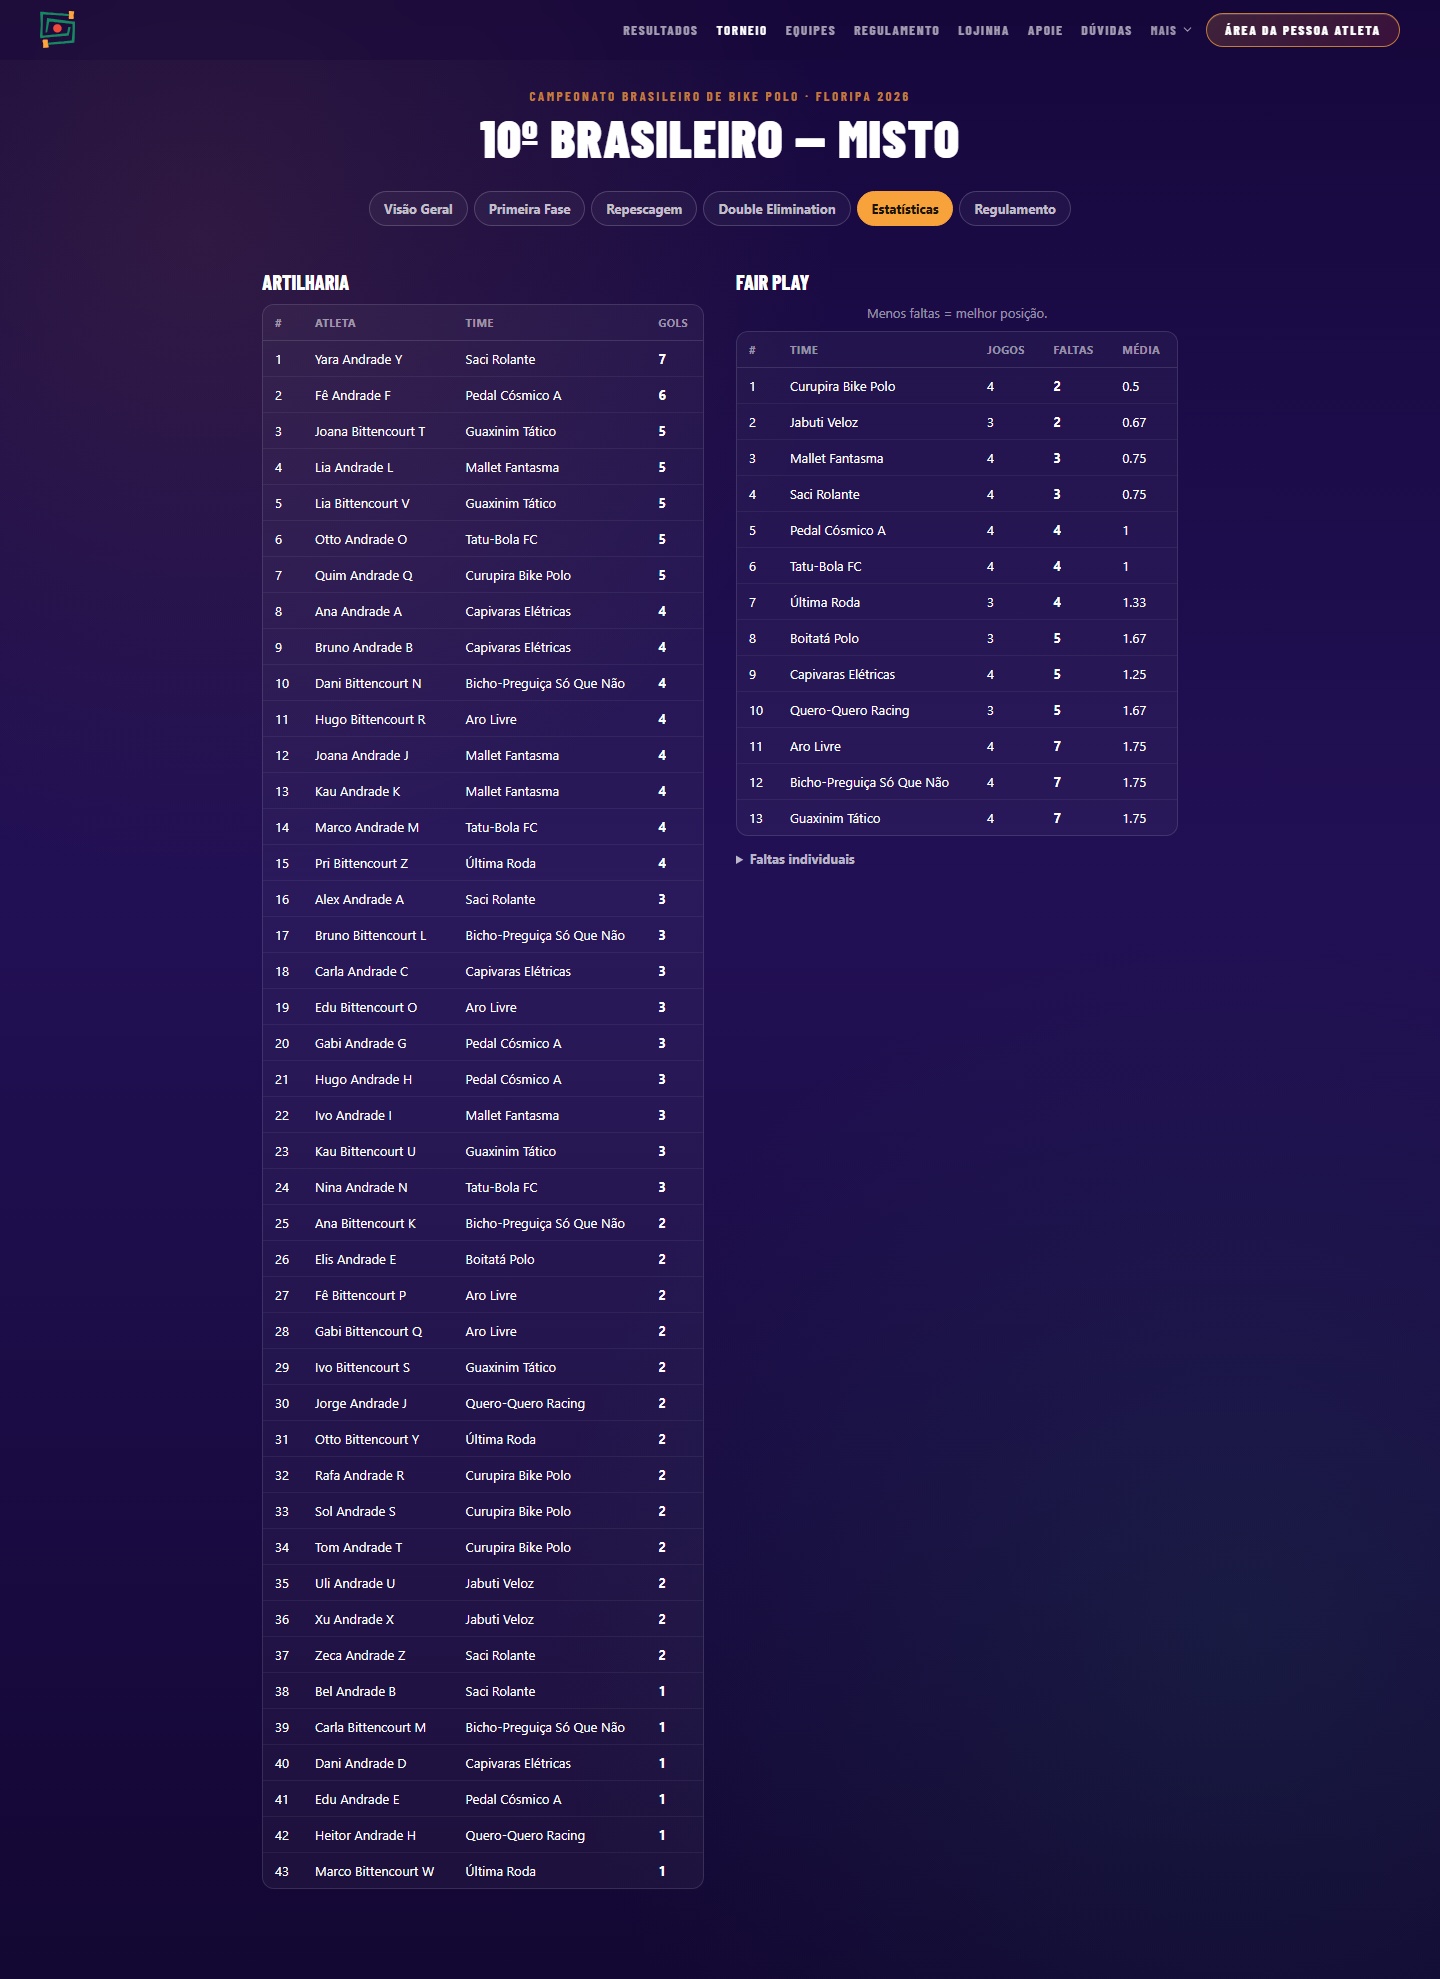 RESULTADOS TORNEIO EQUIPES REGULAMENTO LOJINHA APOIE DÚVIDAS MAIS ÁREA DA PESSOA ATLETA
CAMPEONATO BRASILEIRO DE BIKE POLO · FLORIPA 2026
10º BRASILEIRO — MISTO
Visão Geral Primeira Fase Repescagem Double Elimination Estatísticas Regulamento
ARTILHARIA
# ATLETA TIME GOLS
1 Yara Andrade Y Saci Rolante 7
2 Fê Andrade F Pedal Cósmico A 6
3 Joana Bittencourt T Guaxinim Tático 5
4 Lia Andrade L Mallet Fantasma 5
5 Lia Bittencourt V Guaxinim Tático 5
6 Otto Andrade O Tatu-Bola FC 5
7 Quim Andrade Q Curupira Bike Polo 5
8 Ana Andrade A Capivaras Elétricas 4
9 Bruno Andrade B Capivaras Elétricas 4
10 Dani Bittencourt N Bicho-Preguiça Só Que Não 4
11 Hugo Bittencourt R Aro Livre 4
12 Joana Andrade J Mallet Fantasma 4
13 Kau Andrade K Mallet Fantasma 4
14 Marco Andrade M Tatu-Bola FC 4
15 Pri Bittencourt Z Última Roda 4
16 Alex Andrade A Saci Rolante 3
17 Bruno Bittencourt L Bicho-Preguiça Só Que Não 3
18 Carla Andrade C Capivaras Elétricas 3
19 Edu Bittencourt O Aro Livre 3
20 Gabi Andrade G Pedal Cósmico A 3
21 Hugo Andrade H Pedal Cósmico A 3
22 Ivo Andrade I Mallet Fantasma 3
23 Kau Bittencourt U Guaxinim Tático 3
24 Nina Andrade N Tatu-Bola FC 3
25 Ana Bittencourt K Bicho-Preguiça Só Que Não 2
26 Elis Andrade E Boitatá Polo 2
27 Fê Bittencourt P Aro Livre 2
28 Gabi Bittencourt Q Aro Livre 2
29 Ivo Bittencourt S Guaxinim Tático 2
30 Jorge Andrade J Quero-Quero Racing 2
31 Otto Bittencourt Y Última Roda 2
32 Rafa Andrade R Curupira Bike Polo 2
33 Sol Andrade S Curupira Bike Polo 2
34 Tom Andrade T Curupira Bike Polo 2
35 Uli Andrade U Jabuti Veloz 2
36 Xu Andrade X Jabuti Veloz 2
37 Zeca Andrade Z Saci Rolante 2
38 Bel Andrade B Saci Rolante 1
39 Carla Bittencourt M Bicho-Preguiça Só Que Não 1
40 Dani Andrade D Capivaras Elétricas 1
41 Edu Andrade E Pedal Cósmico A 1
42 Heitor Andrade H Quero-Quero Racing 1
43 Marco Bittencourt W Última Roda 1
FAIR PLAY
Menos faltas = melhor posição.
# TIME JOGOS FALTAS MÉDIA
1 Curupira Bike Polo 4 2 0.5
2 Jabuti Veloz 3 2 0.67
3 Mallet Fantasma 4 3 0.75
4 Saci Rolante 4 3 0.75
5 Pedal Cósmico A 4 4 1
6 Tatu-Bola FC 4 4 1
7 Última Roda 3 4 1.33
8 Boitatá Polo 3 5 1.67
9 Capivaras Elétricas 4 5 1.25
10 Quero-Quero Racing 3 5 1.67
11 Aro Livre 4 7 1.75
12 Bicho-Preguiça Só Que Não 4 7 1.75
13 Guaxinim Tático 4 7 1.75
Faltas individuais